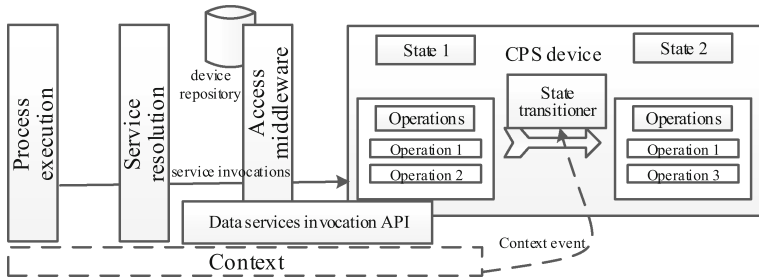 Process
execution
Service
resolution
device
repository
Access
middleware
service invocations
Data services invocation API
Context
State 1
CPS device
State 2
State
transitioner
Operations
Operation 1
Operation 2
Operations
Operation 1
Operation 3
Context event